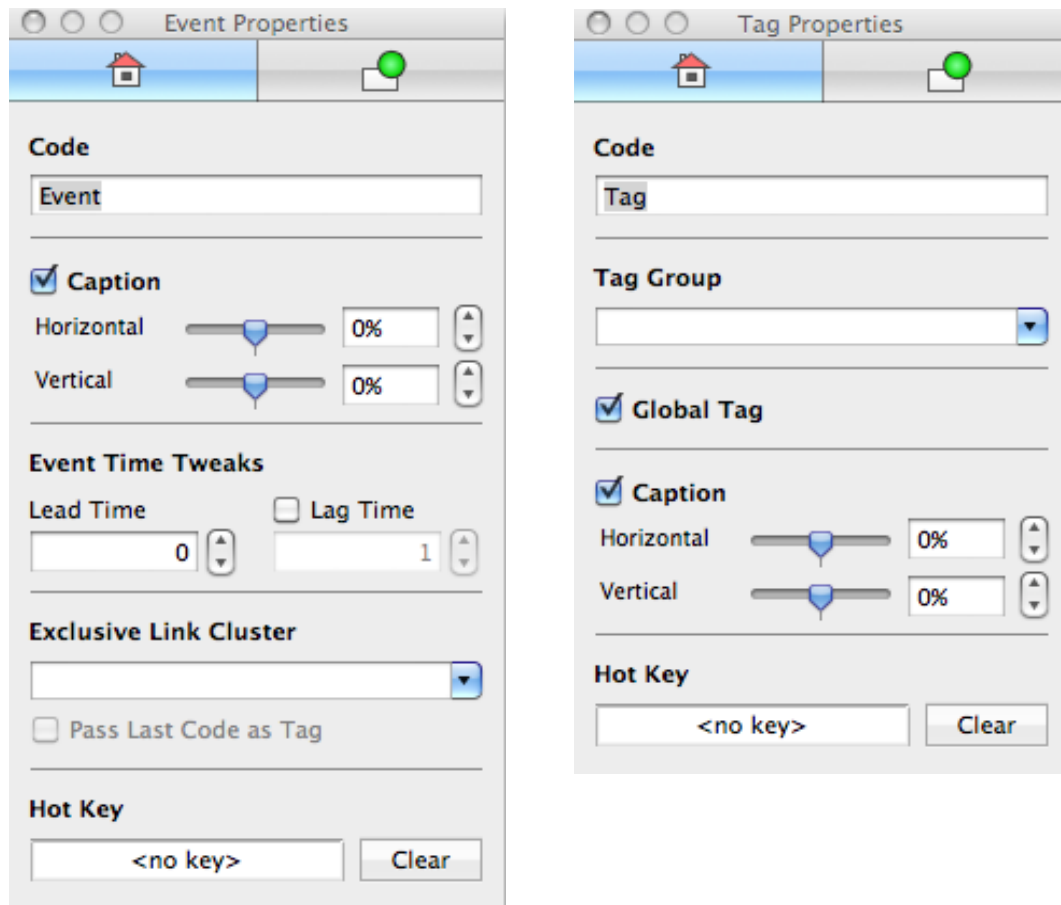 Event Properties
Code
Event
Caption
Horizontal 0%
Vertical 0%
Event Time Tweaks
Lead Time Lag Time
0 1
Exclusive Link Cluster
Pass Last Code as Tag
Hot Key
<no key> Clear
Tag Properties
Code
Tag
Tag Group
Global Tag
Caption
Horizontal 0%
Vertical 0%
Hot Key
<no key> Clear